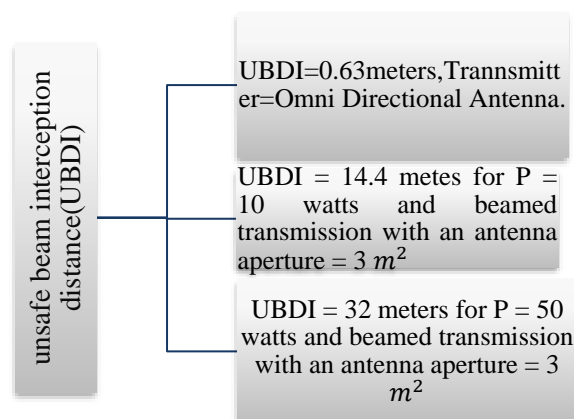 unsafe beam interception
distance(UBDI)
UBDI=0.63meters,Trannsmitt
er=Omni Directional Antenna.
UBDI = 14.4 metes for P =
10 watts and beamed
transmission with an antenna
aperture = 3 𝑚²
UBDI = 32 meters for P = 50
watts and beamed transmission
with an antenna aperture = 3
𝑚²